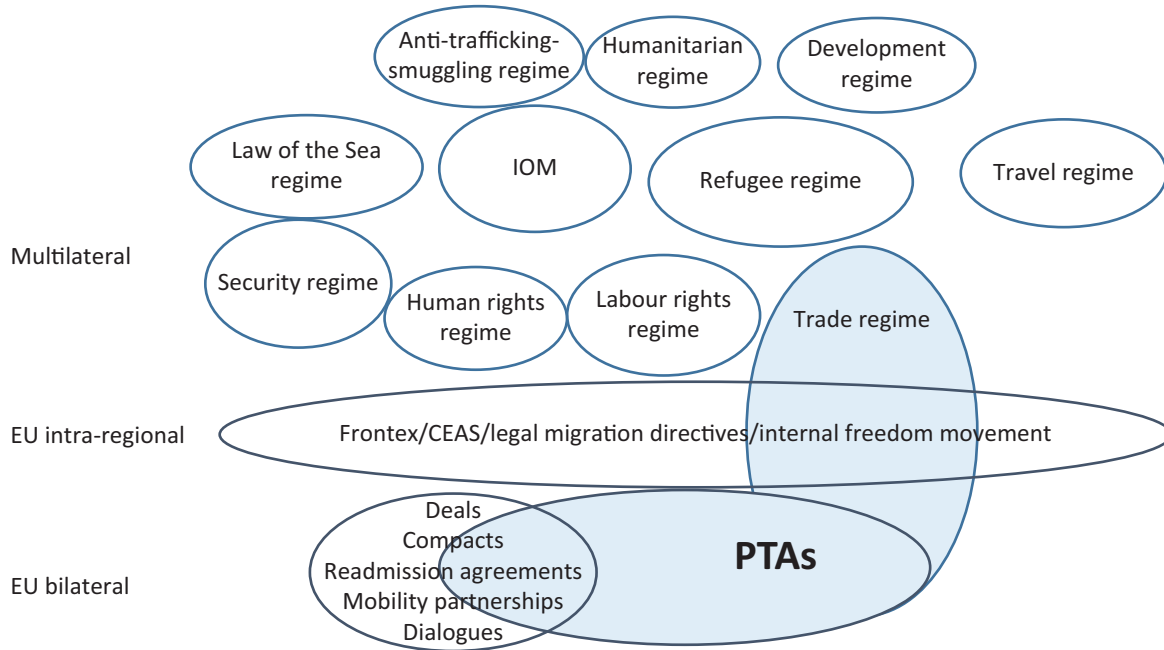 Anti-trafficking-
smuggling regime
Humanitarian
regime
Development
regime
Law of the Sea
regime
IOM
Refugee regime
Travel regime
Multilateral
Security regime
Human rights
regime
Labour rights
regime
Trade regime
EU intra-regional
Frontex/CEAS/legal migration directives/internal freedom movement
EU bilateral
Deals
Compacts
Readmission agreements
Mobility partnerships
Dialogues
PTAs